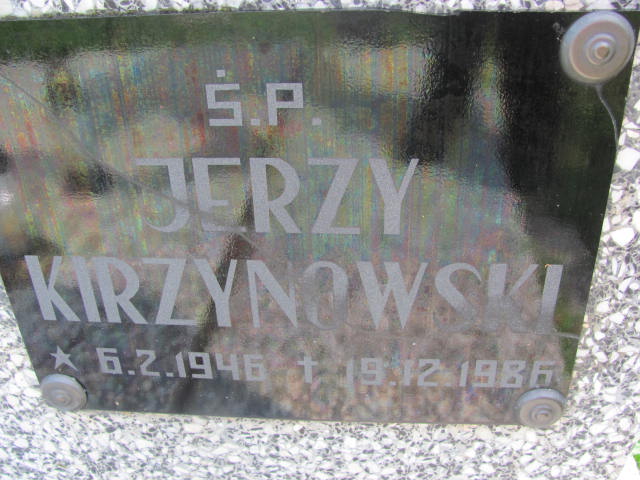 Ś.P.
JERZY
KIRZYNOWSKI
★ 6.2.1946 ✝ 19.12.1986